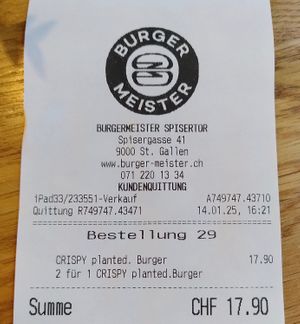 BURGER
MEISTER
BURGERMEISTER SPISERTOR
Spisergasse 41
9000 St. Gallen
www.burger-meister.ch
071 220 13 34
KUNDENQUITTUNG
iPad33/233551-Verkauf A749747.43710
Quittung R749747.43471 14.01.25, 16:21
Bestellung 29
CRISPY planted. Burger 17.90
2 für 1 CRISPY planted.Burger
Summe CHF 17.90